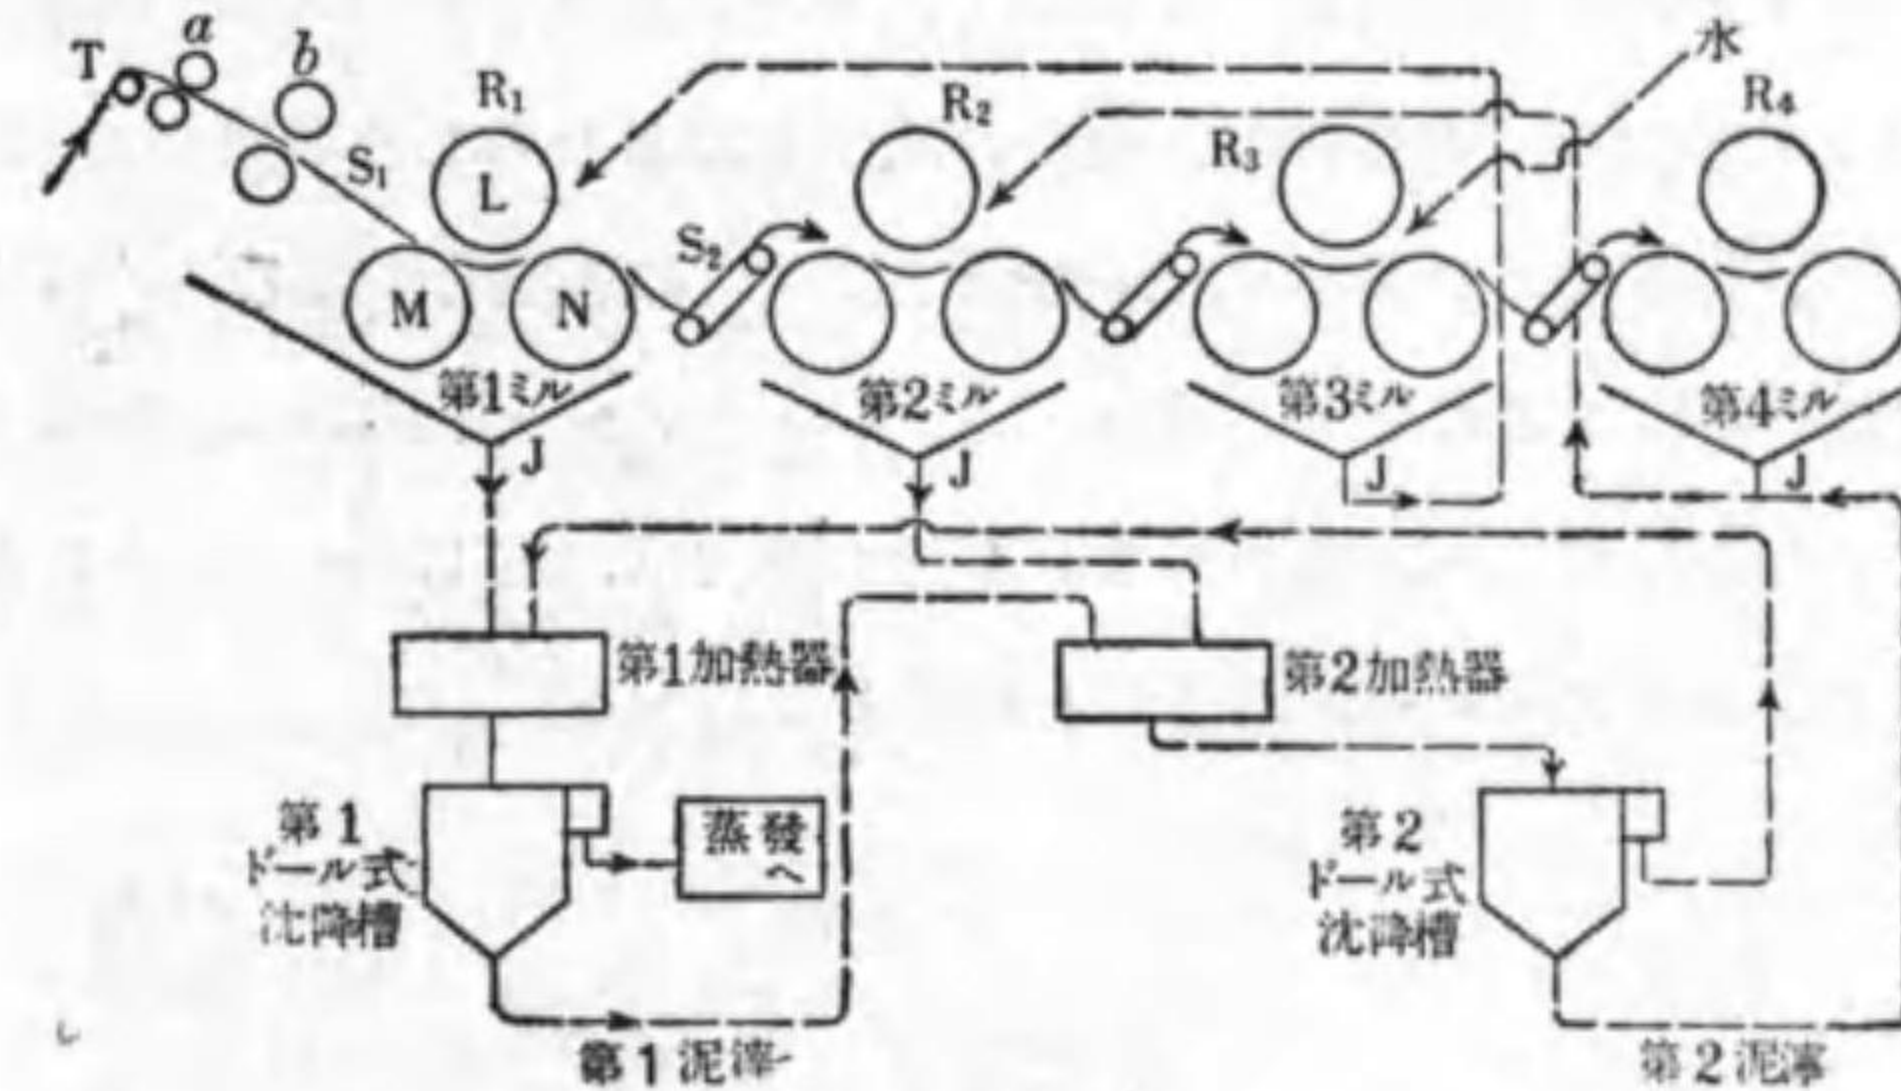 T
a
b
S₁
R₁
L
M
N
第1ミル
J
S₂
R₂
第2ミル
J
R₃
第3ミル
J
水
R₄
第4ミル
J
第1加熱器
第2加熱器
第1
ドール式
沈降槽
蒸發
へ
第2
ドール式
沈降槽
第1泥滓
第2泥滓